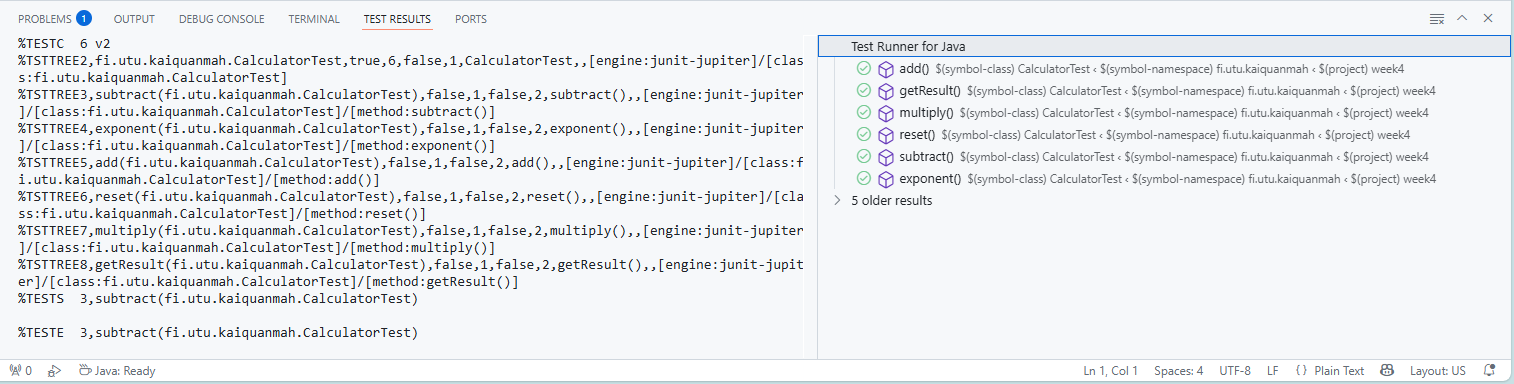 PROBLEMS 1 OUTPUT DEBUG CONSOLE TERMINAL TEST RESULTS PORTS
%TESTC  6 v2
%TSTTREE2,fi.utu.kaiquanmah.CalculatorTest,true,6,false,1,CalculatorTest,,[engine:junit-jupiter]/[clas
s:fi.utu.kaiquanmah.CalculatorTest]
%TSTTREE3,subtract(fi.utu.kaiquanmah.CalculatorTest),false,1,false,2,subtract(),,[engine:junit-jupiter
]/[class:fi.utu.kaiquanmah.CalculatorTest]/[method:subtract()]
%TSTTREE4,exponent(fi.utu.kaiquanmah.CalculatorTest),false,1,false,2,exponent(),,[engine:junit-jupiter
]/[class:fi.utu.kaiquanmah.CalculatorTest]/[method:exponent()]
%TSTTREE5,add(fi.utu.kaiquanmah.CalculatorTest),false,1,false,2,add(),,[engine:junit-jupiter]/[class:f
i.utu.kaiquanmah.CalculatorTest]/[method:add()]
%TSTTREE6,reset(fi.utu.kaiquanmah.CalculatorTest),false,1,false,2,reset(),,[engine:junit-jupiter]/[cla
ss:fi.utu.kaiquanmah.CalculatorTest]/[method:reset()]
%TSTTREE7,multiply(fi.utu.kaiquanmah.CalculatorTest),false,1,false,2,multiply(),,[engine:junit-jupiter
]/[class:fi.utu.kaiquanmah.CalculatorTest]/[method:multiply()]
%TSTTREE8,getResult(fi.utu.kaiquanmah.CalculatorTest),false,1,false,2,getResult(),,[engine:junit-jupit
er]/[class:fi.utu.kaiquanmah.CalculatorTest]/[method:getResult()]
%TESTS  3,subtract(fi.utu.kaiquanmah.CalculatorTest)
%TESTE  3,subtract(fi.utu.kaiquanmah.CalculatorTest)
Test Runner for Java
add() $(symbol-class) CalculatorTest ‹ $(symbol-namespace) fi.utu.kaiquanmah ‹ $(project) week4
getResult() $(symbol-class) CalculatorTest ‹ $(symbol-namespace) fi.utu.kaiquanmah ‹ $(project) week4
multiply() $(symbol-class) CalculatorTest ‹ $(symbol-namespace) fi.utu.kaiquanmah ‹ $(project) week4
reset() $(symbol-class) CalculatorTest ‹ $(symbol-namespace) fi.utu.kaiquanmah ‹ $(project) week4
subtract() $(symbol-class) CalculatorTest ‹ $(symbol-namespace) fi.utu.kaiquanmah ‹ $(project) week4
exponent() $(symbol-class) CalculatorTest ‹ $(symbol-namespace) fi.utu.kaiquanmah ‹ $(project) week4
5 older results
0 Java: Ready Ln 1, Col 1 Spaces: 4 UTF-8 LF {} Plain Text Layout: US